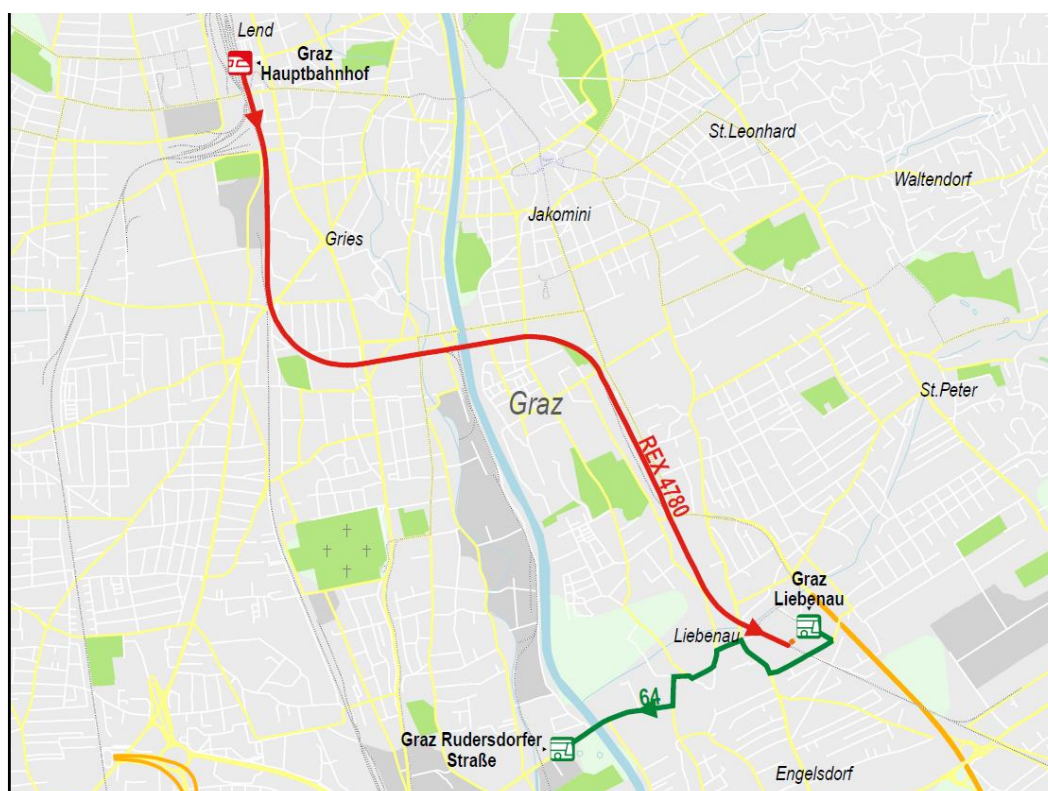 Lend
Graz
Hauptbahnhof
St.Leonhard
Waltendorf
Jakomini
Gries
St.Peter
Graz
REX 4780
Graz
Liebenau
Liebenau
64
Graz Rudersdorfer
Straße
Engelsdorf